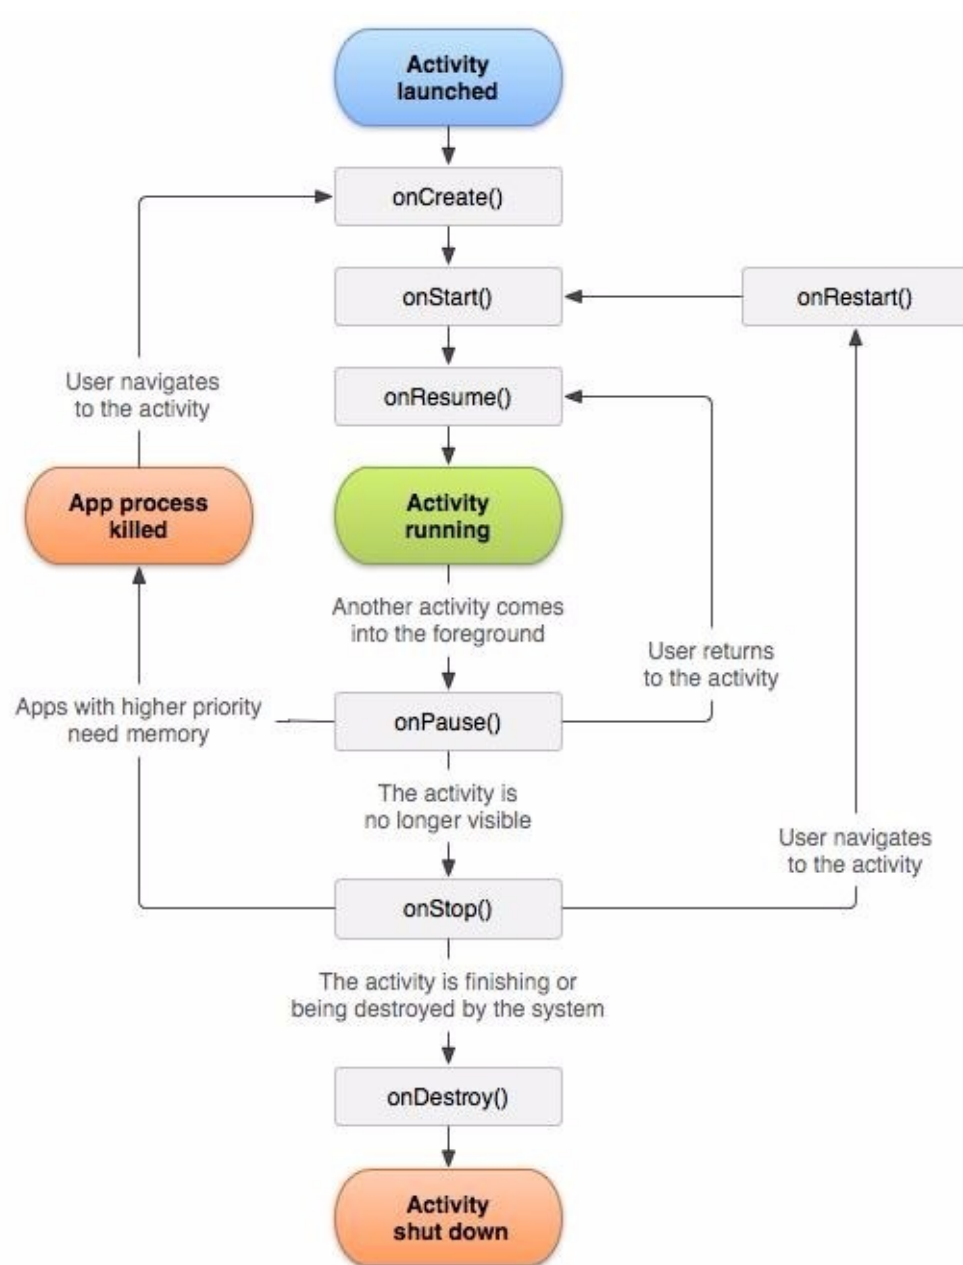 Activity
launched
onCreate()
onStart()
onRestart()
User navigates
to the activity
onResume()
App process
killed
Activity
running
Another activity comes
into the foreground
User returns
to the activity
Apps with higher priority
need memory
onPause()
The activity is
no longer visible
User navigates
to the activity
onStop()
The activity is finishing or
being destroyed by the system
onDestroy()
Activity
shut down